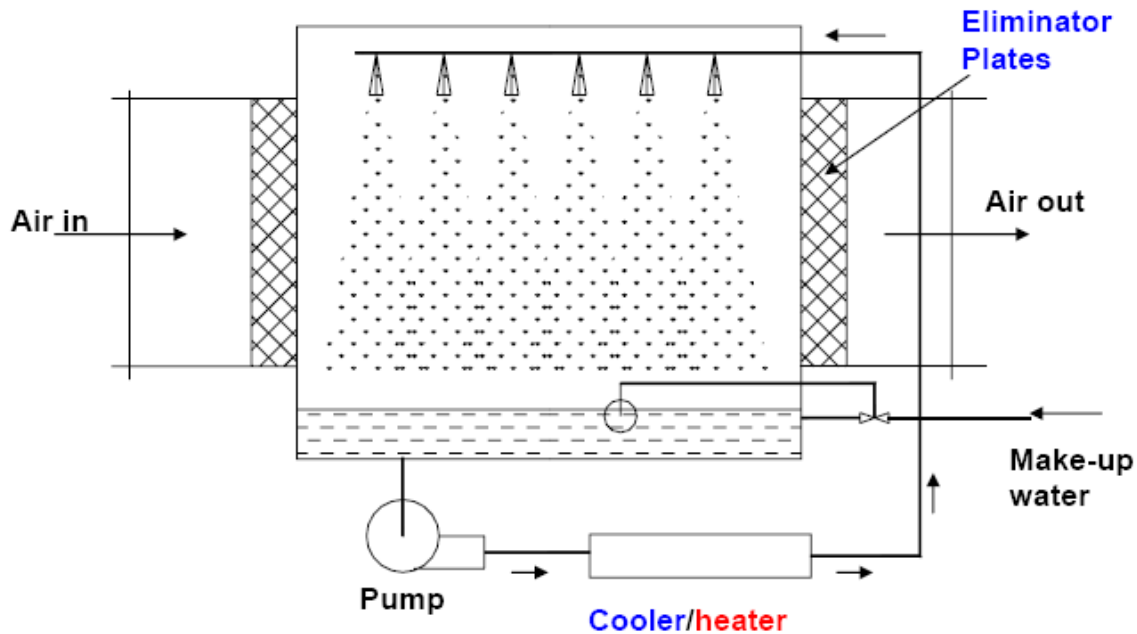 Eliminator
Plates
Air in
Air out
Make-up
water
Pump
Cooler/heater